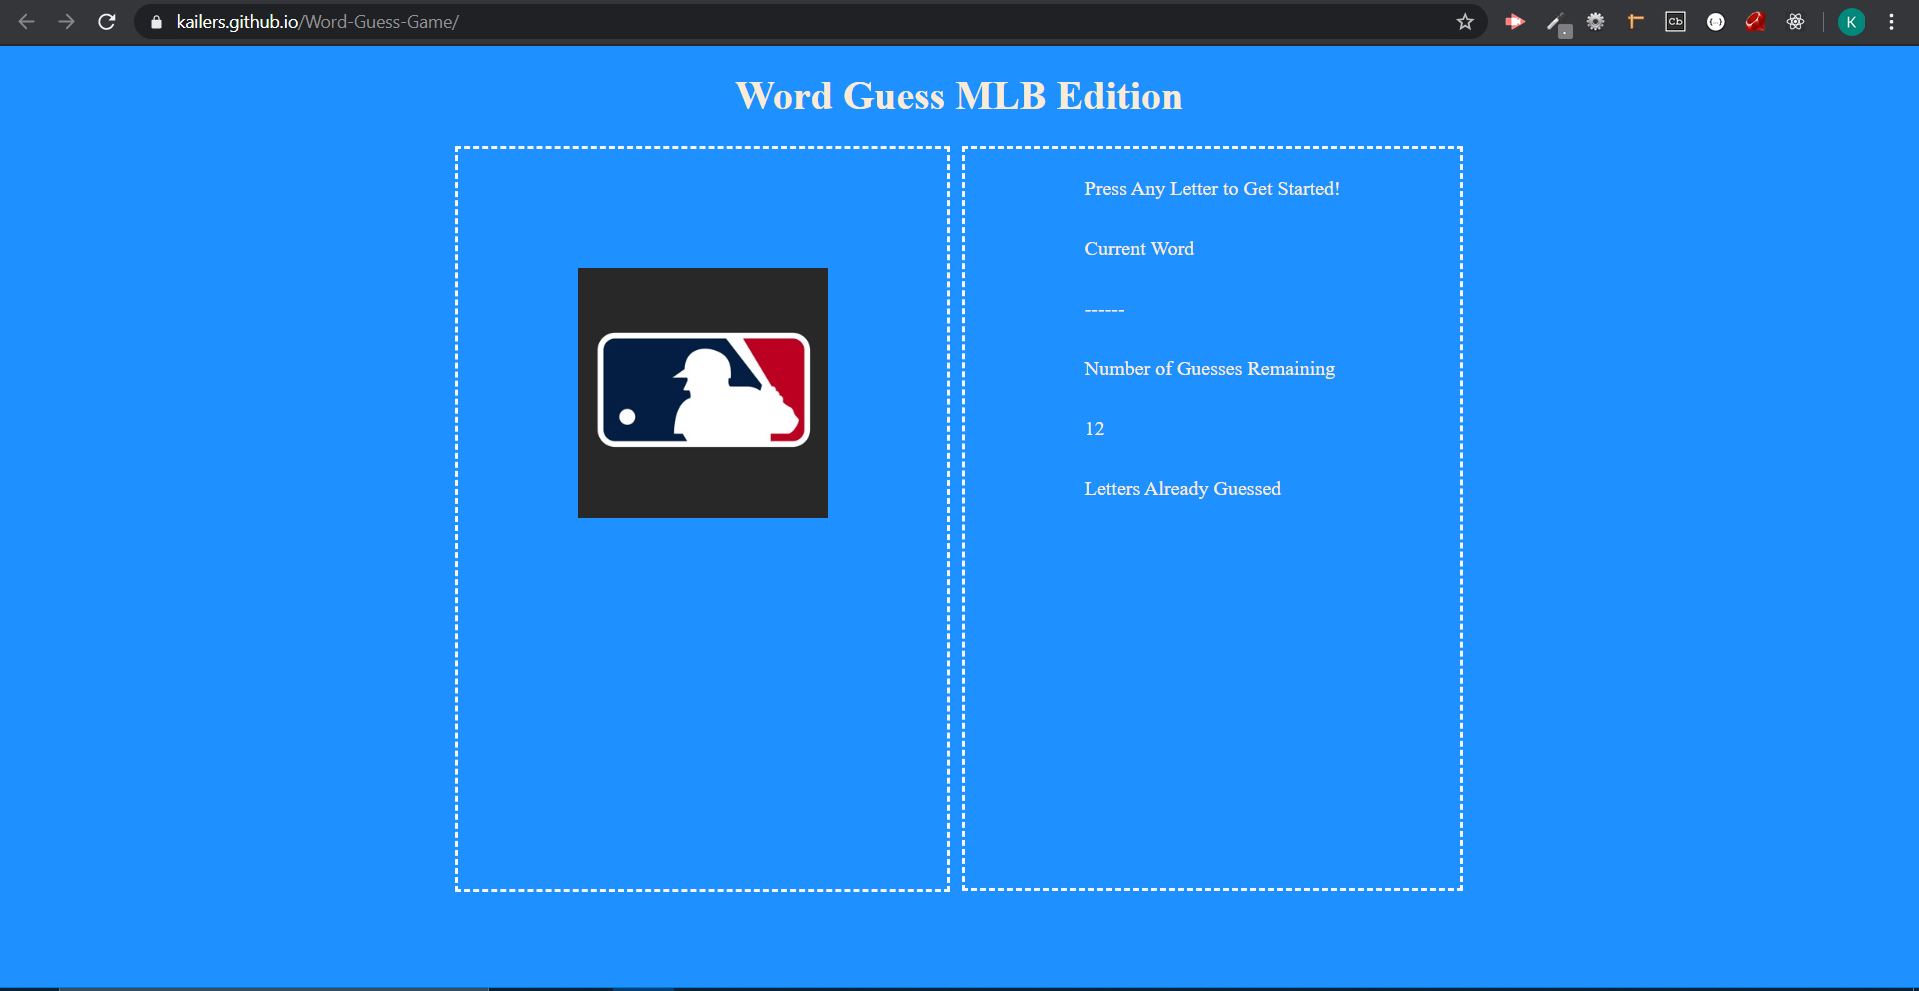 kailers.github.io/Word-Guess-Game/
Cb
K
Word Guess MLB Edition
Press Any Letter to Get Started!
Current Word
------
Number of Guesses Remaining
12
Letters Already Guessed